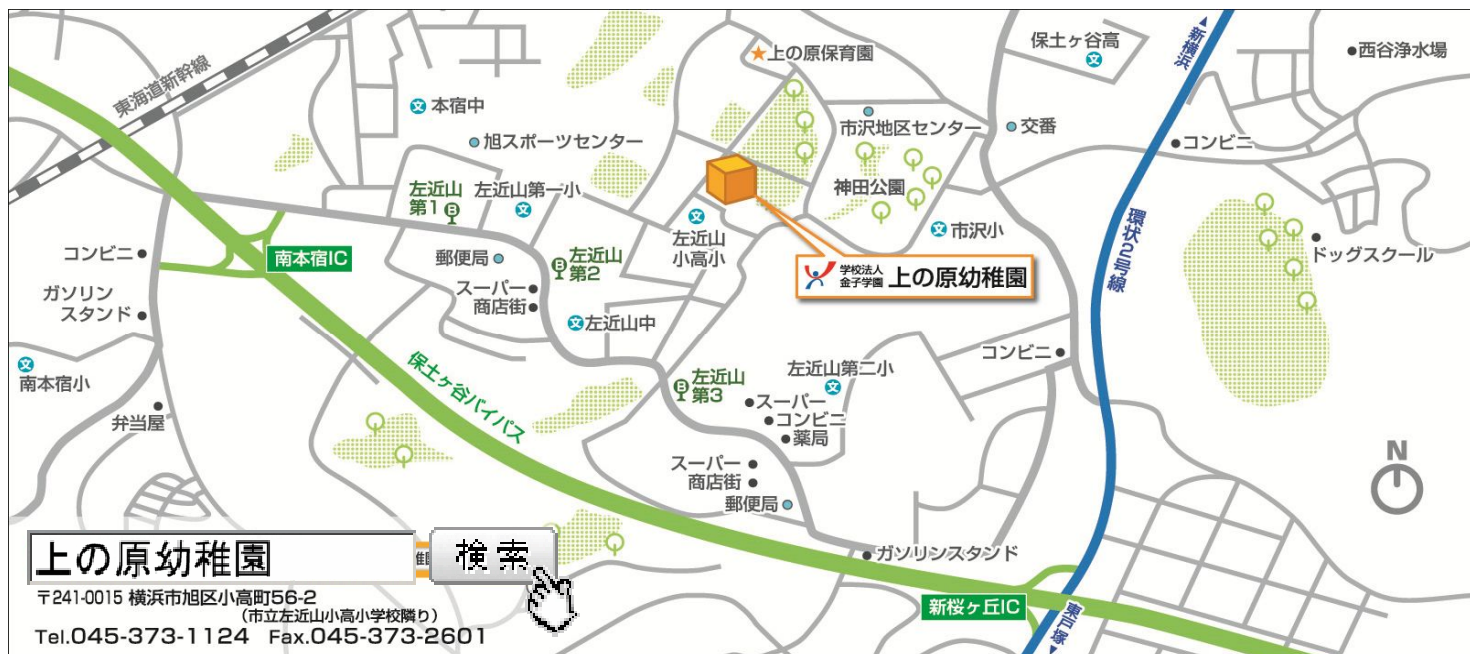 新横浜
保土ヶ谷高
西谷浄水場
上の原保育園
東海道新幹線
本宿中
市沢地区センター
交番
コンビニ
旭スポーツセンター
左近山
第1
左近山第一小
神田公園
環状2号線
左近山
小高小
市沢小
ドッグスクール
コンビニ
南本宿IC
郵便局
左近山
第2
学校法人
金子学園
上の原幼稚園
ガソリン
スタンド
スーパー
商店街
左近山中
コンビニ
南本宿小
保土ヶ谷バイパス
左近山
第3
左近山第二小
スーパー
コンビニ
薬局
弁当屋
スーパー
商店街
郵便局
N
ガソリンスタンド
新桜ヶ丘IC
東戸塚
上の原幼稚園
検索
〒241-0015 横浜市旭区小高町56-2
(市立左近山小高小学校隣り)
Tel.045-373-1124 Fax.045-373-2601